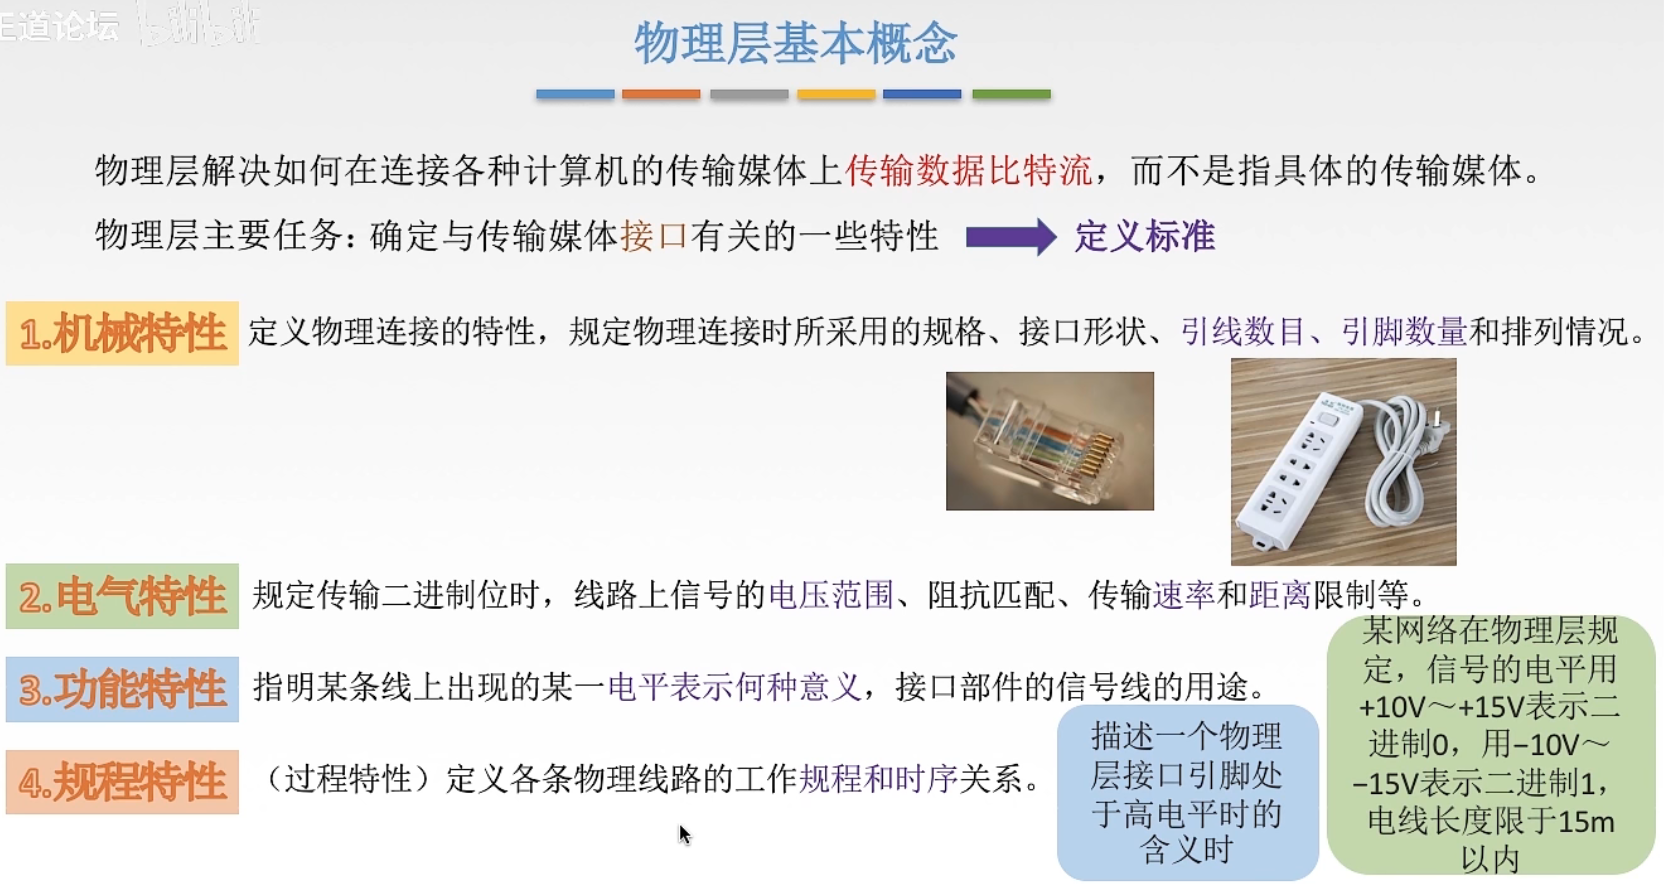 王道论坛 bilibili
物理层基本概念
物理层解决如何在连接各种计算机的传输媒体上传输数据比特流，而不是指具体的传输媒体。
物理层主要任务：确定与传输媒体接口有关的一些特性 定义标准
1.机械特性 定义物理连接的特性，规定物理连接时所采用的规格、接口形状、引线数目、引脚数量和排列情况。
2.电气特性 规定传输二进制位时，线路上信号的电压范围、阻抗匹配、传输速率和距离限制等。
3.功能特性 指明某条线上出现的某一电平表示何种意义，接口部件的信号线的用途。
4.规程特性 （过程特性）定义各条物理线路的工作规程和时序关系。
描述一个物理
层接口引脚处
于高电平时的
含义时
某网络在物理层规
定，信号的电平用
+10V～+15V表示二
进制0，用–10V～
–15V表示二进制1，
电线长度限于15m
以内